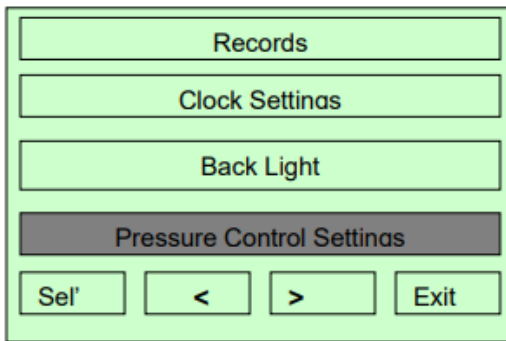 Records
Clock Settings
Back Light
Pressure Control Settings
Sel' < > Exit